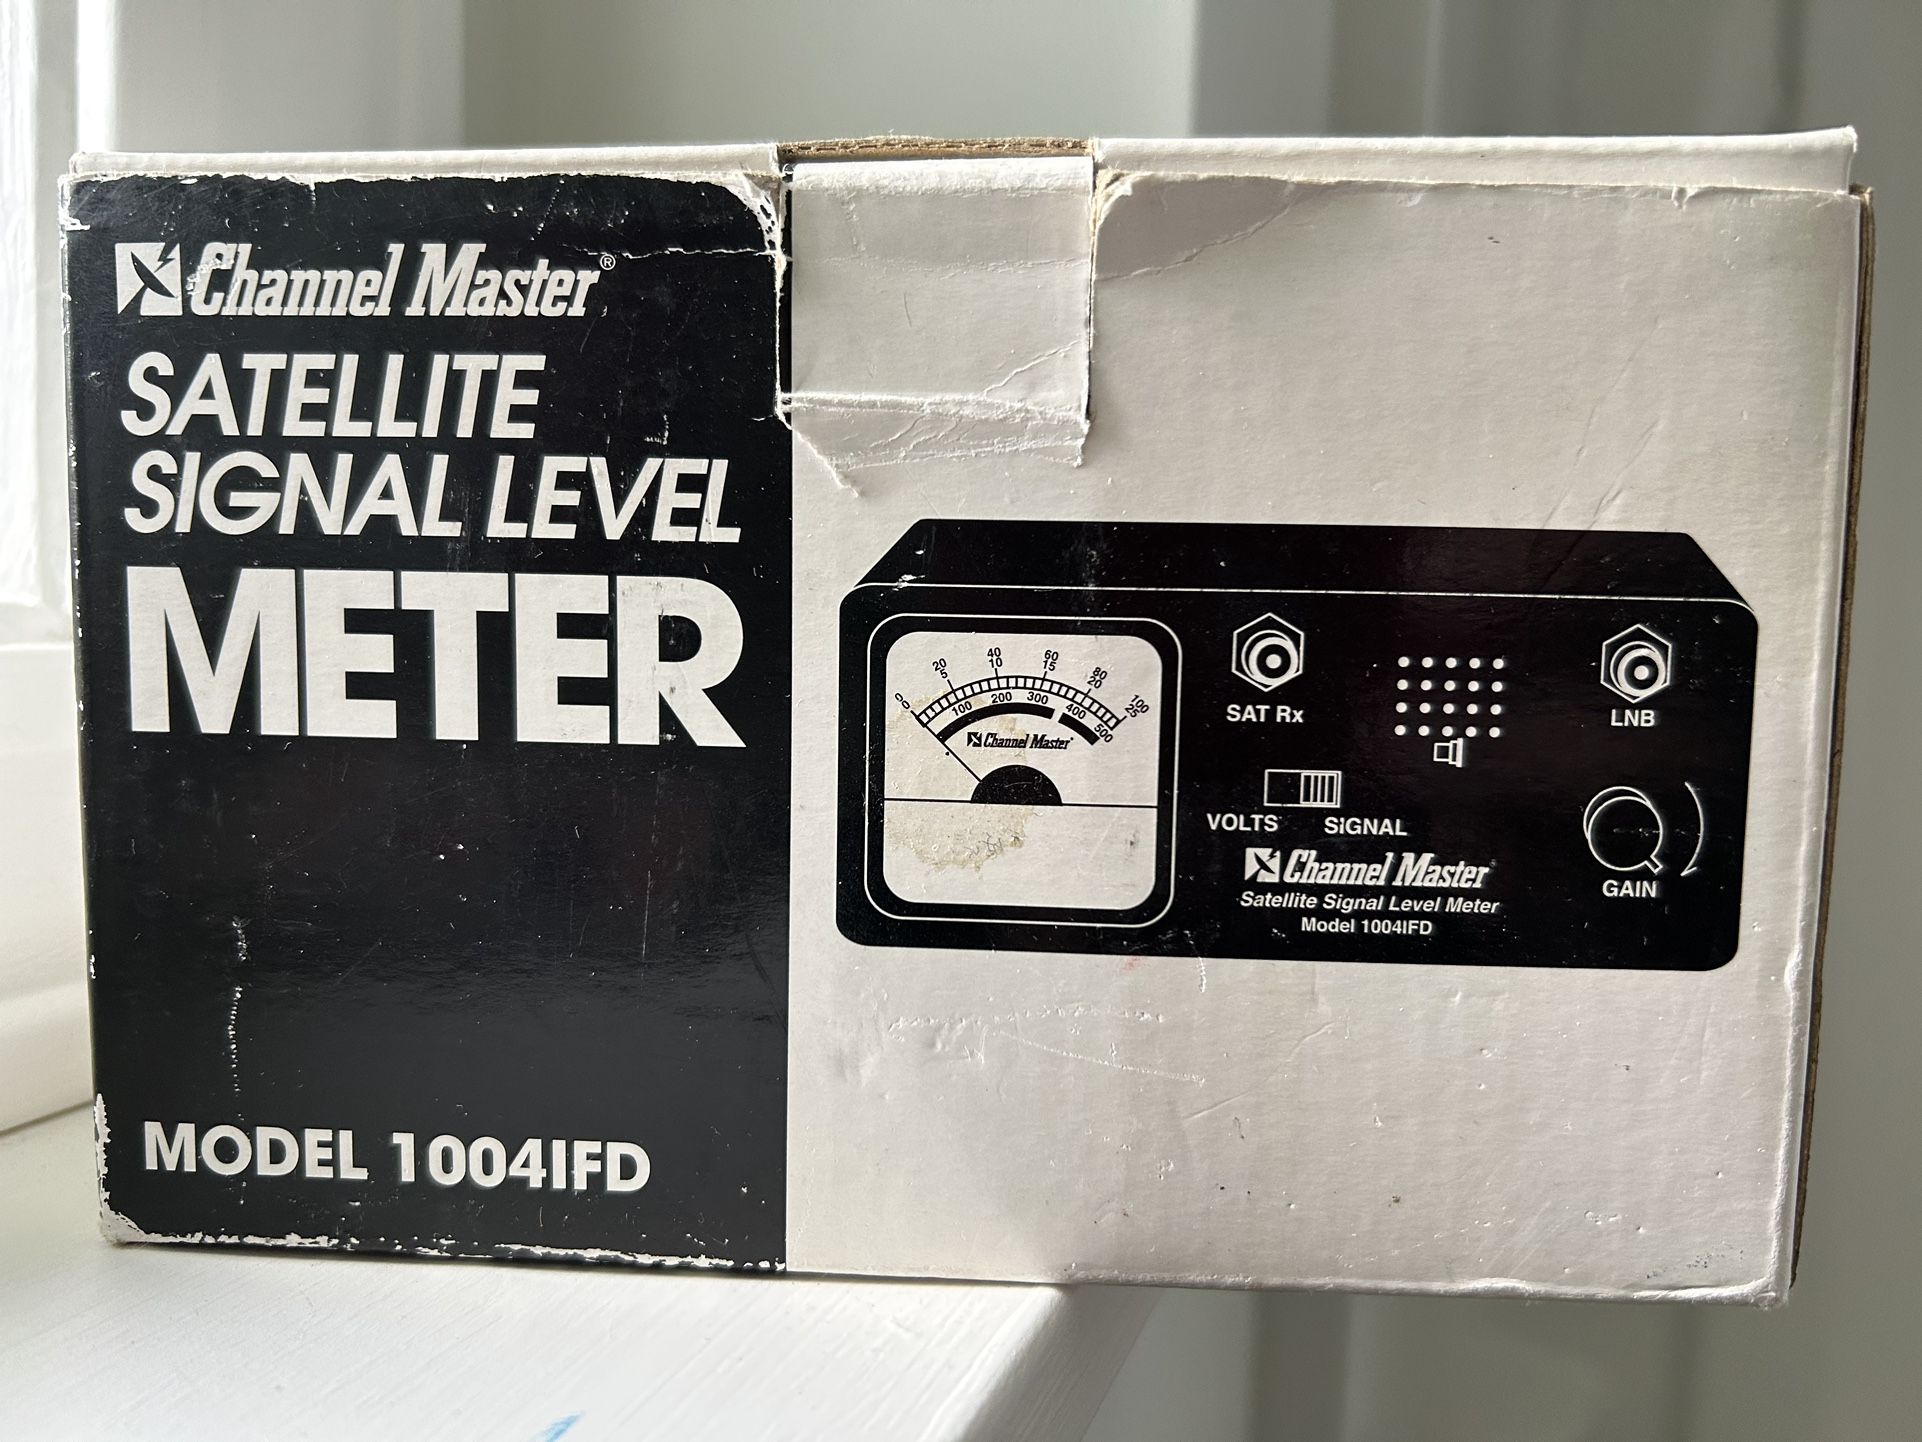 Channel Master®
SATELLITE
SIGNAL LEVEL
METER
MODEL 1004IFD
0 20 40 60 80 100
0 5 10 15 20 25
100 200 300 400 500
Channel Master®
SAT Rx
LNB
VOLTS SIGNAL
GAIN
Channel Master®
Satellite Signal Level Meter
Model 1004IFD